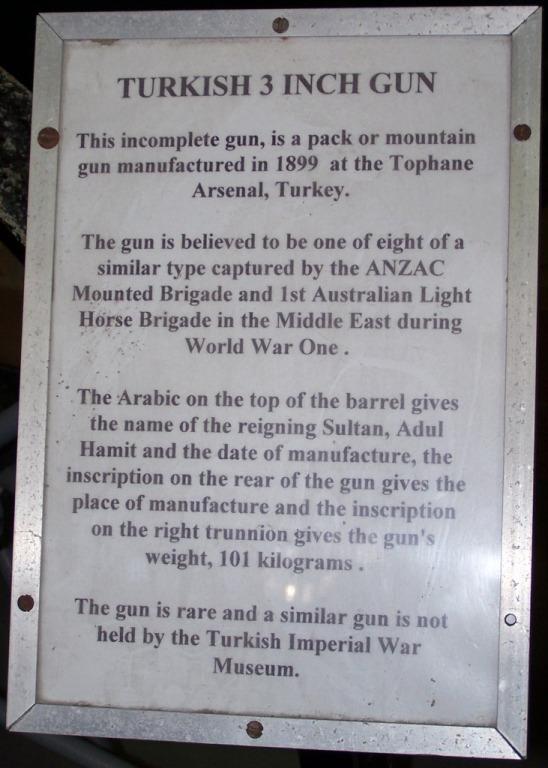 TURKISH 3 INCH GUN
This incomplete gun, is a pack or mountain
gun manufactured in 1899 at the Tophane
Arsenal, Turkey.
The gun is believed to be one of eight of a
similar type captured by the ANZAC
Mounted Brigade and 1st Australian Light
Horse Brigade in the Middle East during
World War One .
The Arabic on the top of the barrel gives
the name of the reigning Sultan, Adul
Hamit and the date of manufacture, the
inscription on the rear of the gun gives the
place of manufacture and the inscription
on the right trunnion gives the gun's
weight, 101 kilograms .
The gun is rare and a similar gun is not
held by the Turkish Imperial War
Museum.